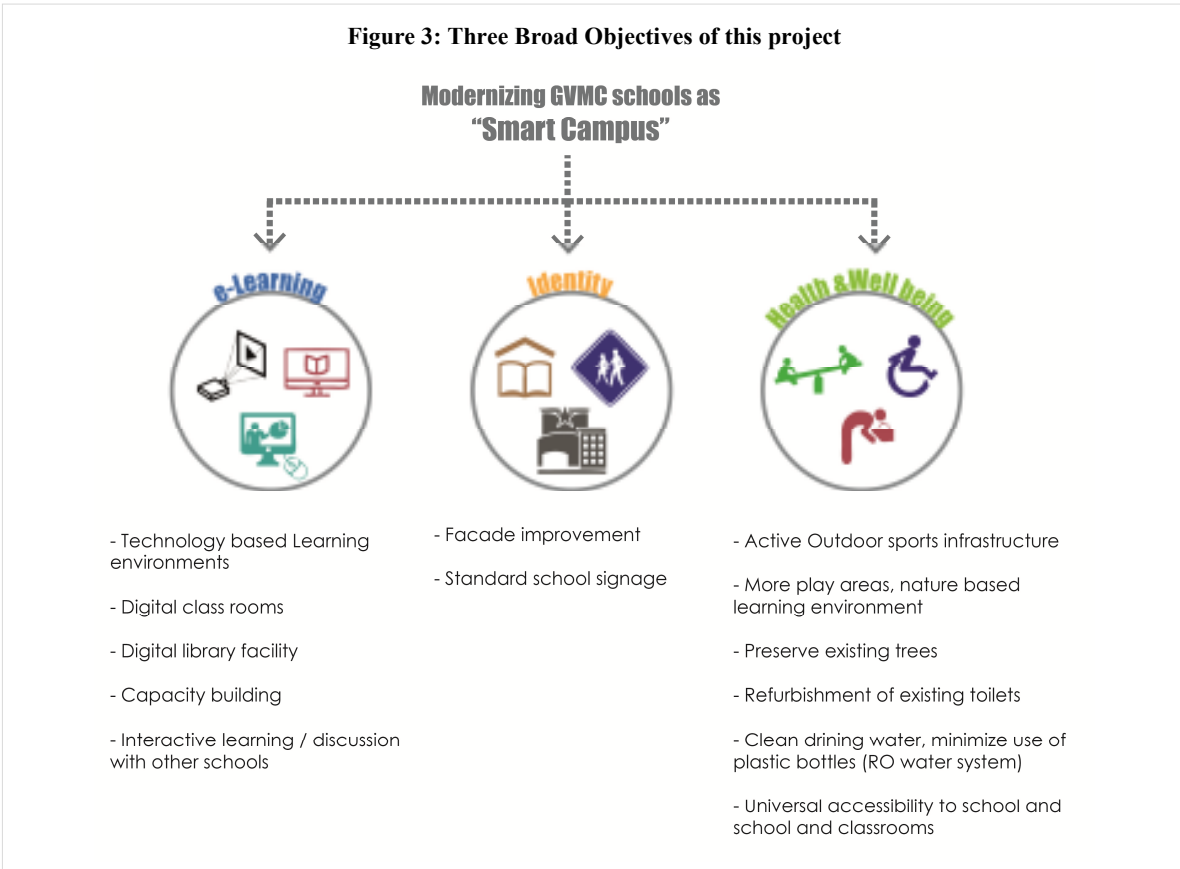 Figure 3: Three Broad Objectives of this project
Modernizing GVMC schools as
“Smart Campus”
e-Learning
- Technology based Learning
environments
- Digital class rooms
- Digital library facility
- Capacity building
- Interactive learning / discussion
with other schools
Identity
- Facade improvement
- Standard school signage
Health &Well being
- Active Outdoor sports infrastructure
- More play areas, nature based
learning environment
- Preserve existing trees
- Refurbishment of existing toilets
- Clean drining water, minimize use of
plastic bottles (RO water system)
- Universal accessibility to school and
school and classrooms